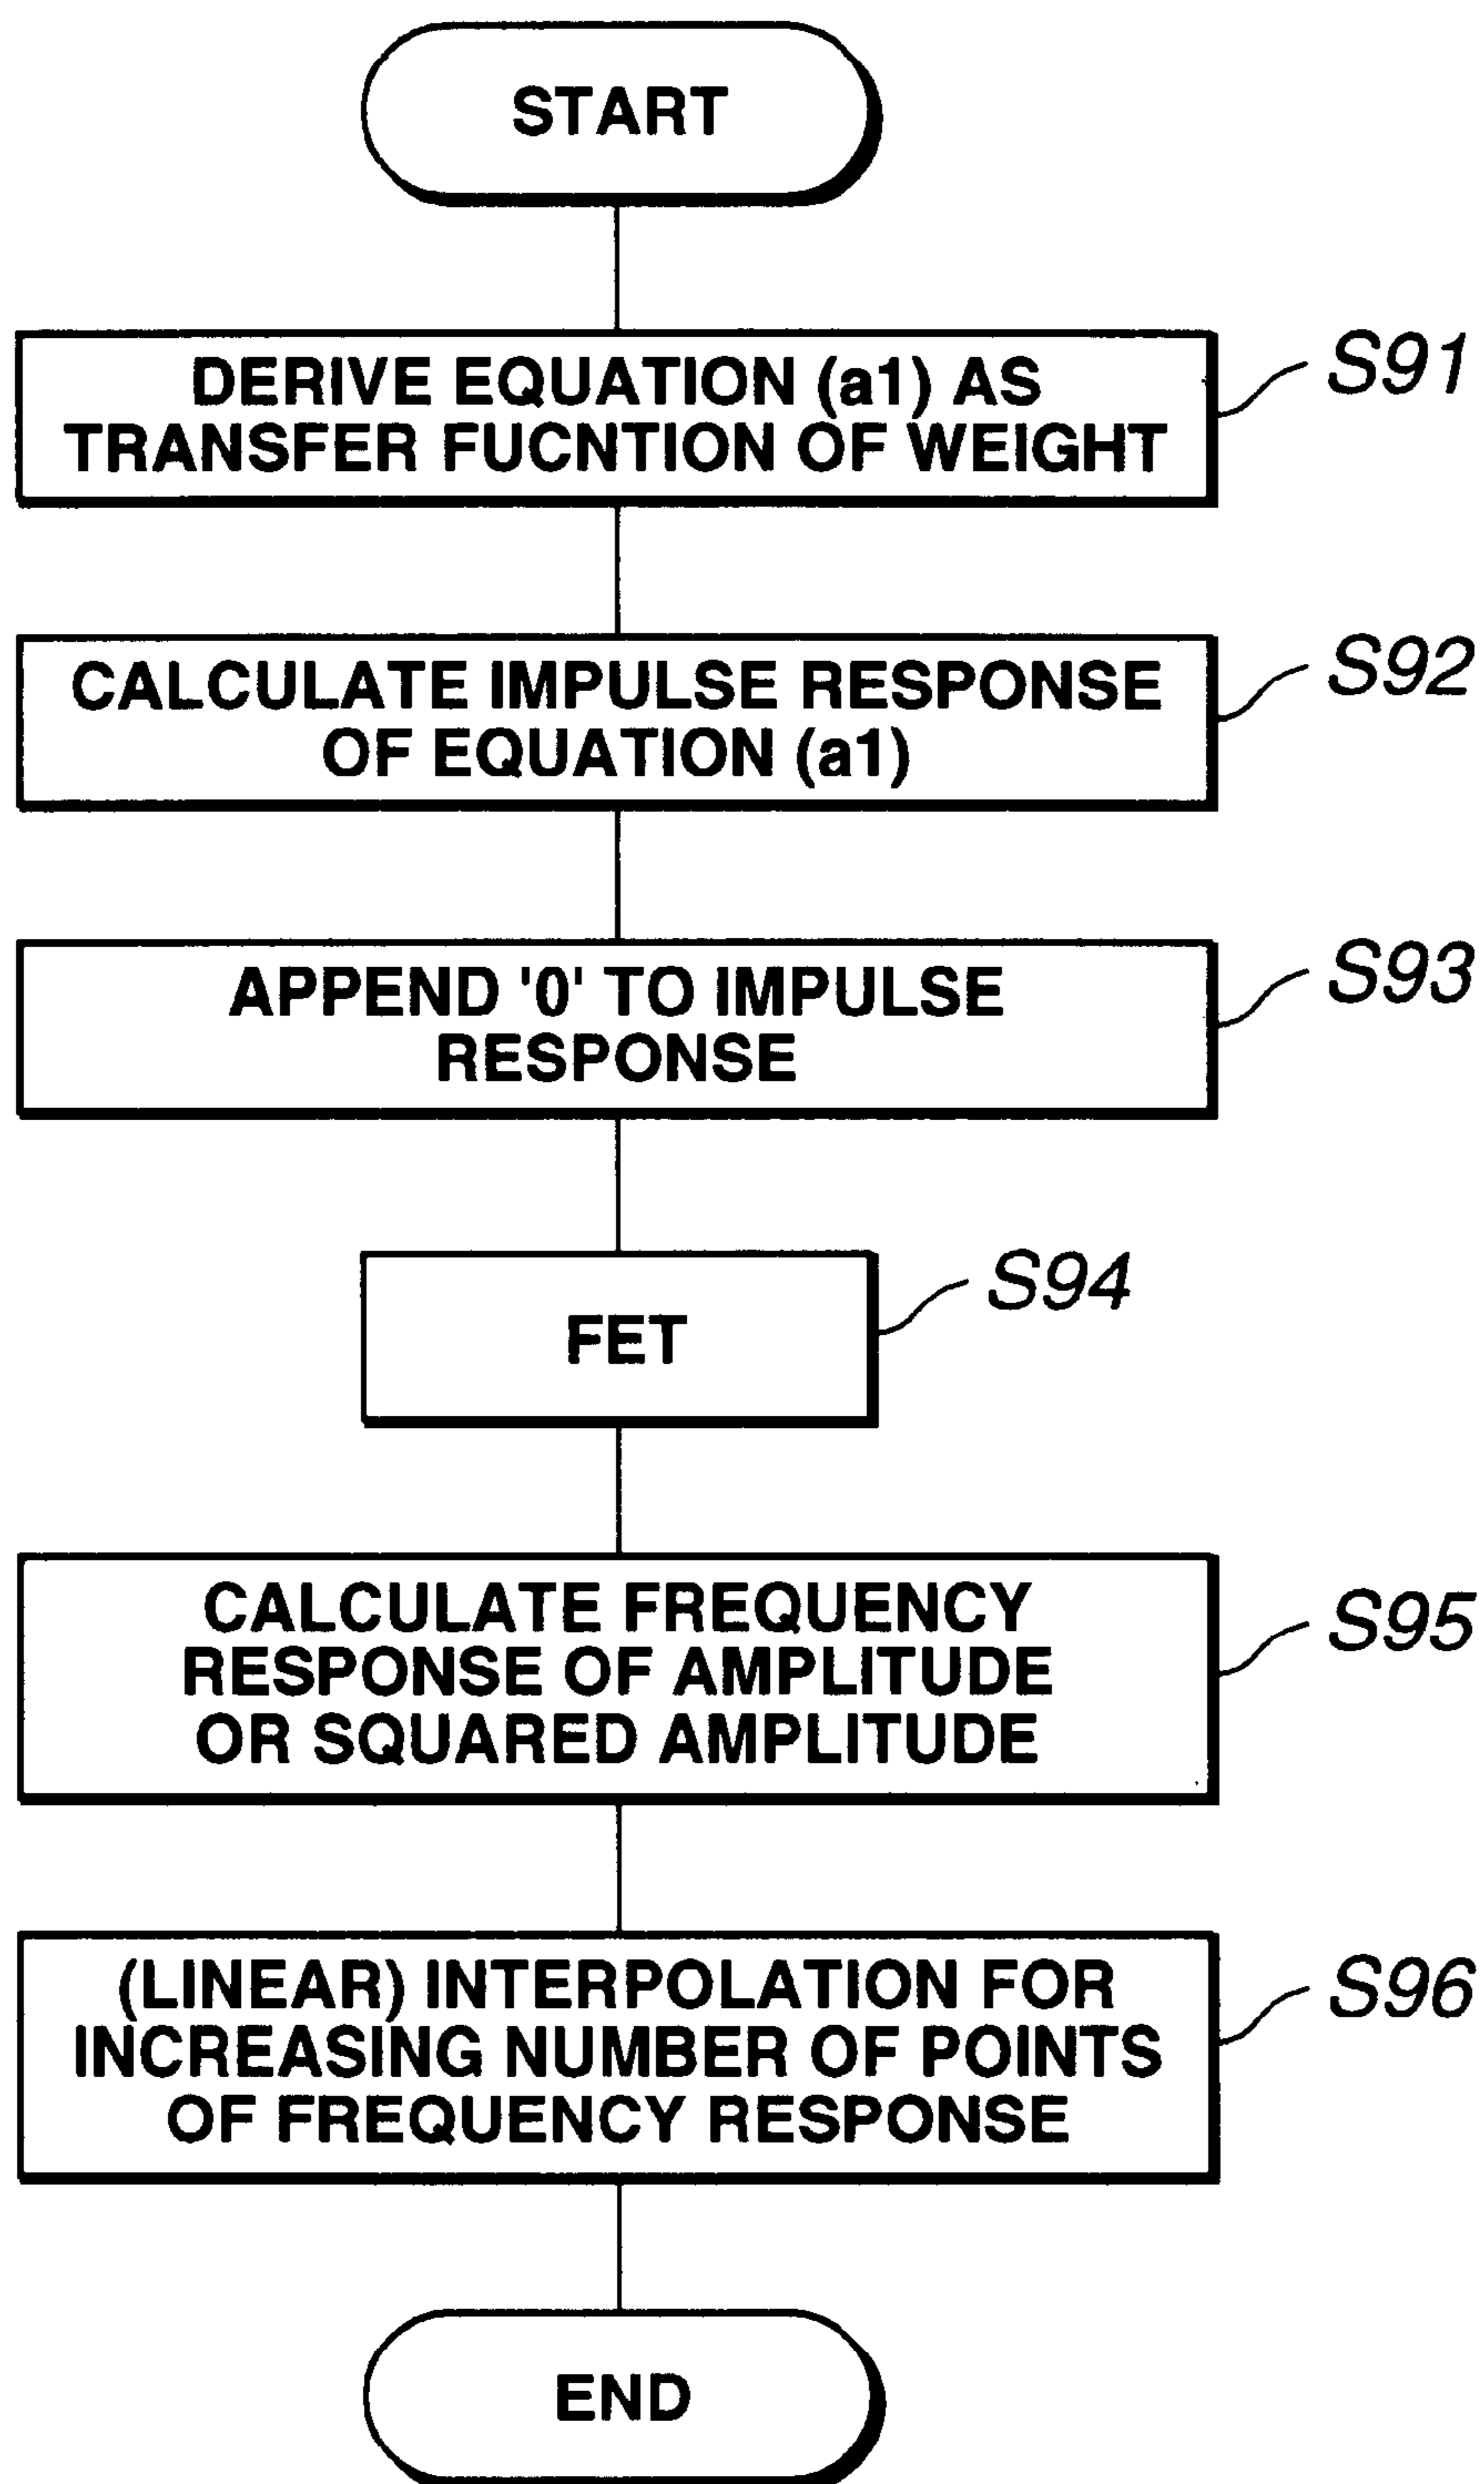 START
DERIVE EQUATION (a1) AS
TRANSFER FUCNTION OF WEIGHT
S91
CALCULATE IMPULSE RESPONSE
OF EQUATION (a1)
S92
APPEND '0' TO IMPULSE
RESPONSE
S93
FET
S94
CALCULATE FREQUENCY
RESPONSE OF AMPLITUDE
OR SQUARED AMPLITUDE
S95
(LINEAR) INTERPOLATION FOR
INCREASING NUMBER OF POINTS
OF FREQUENCY RESPONSE
S96
END